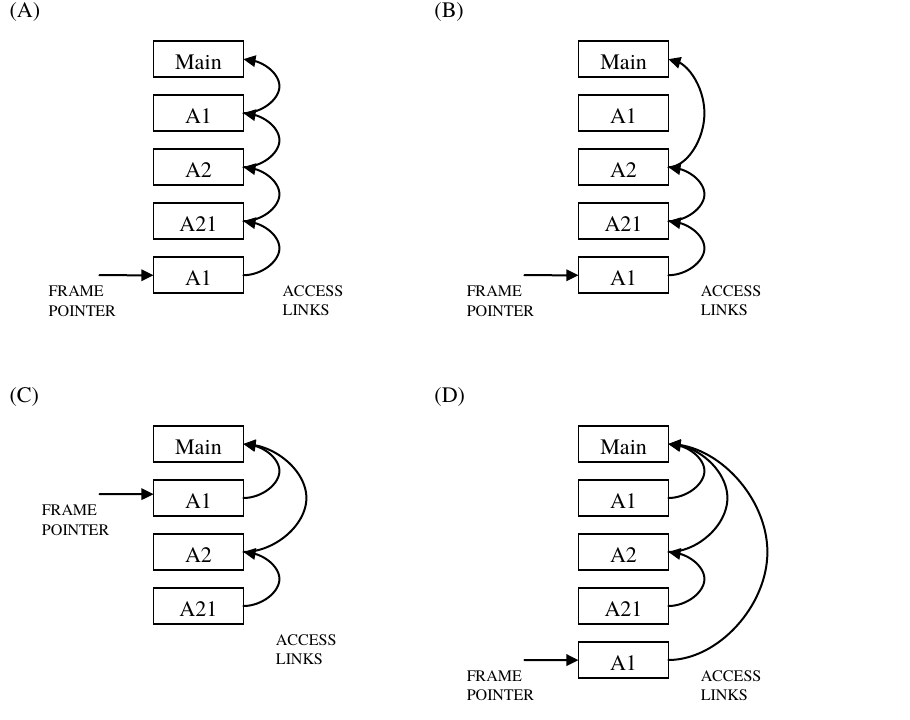 (A)
Main
A1
A2
A21
A1
FRAME
POINTER
ACCESS
LINKS
(B)
Main
A1
A2
A21
A1
FRAME
POINTER
ACCESS
LINKS
(C)
Main
A1
FRAME
POINTER
A2
A21
ACCESS
LINKS
(D)
Main
A1
A2
A21
A1
FRAME
POINTER
ACCESS
LINKS